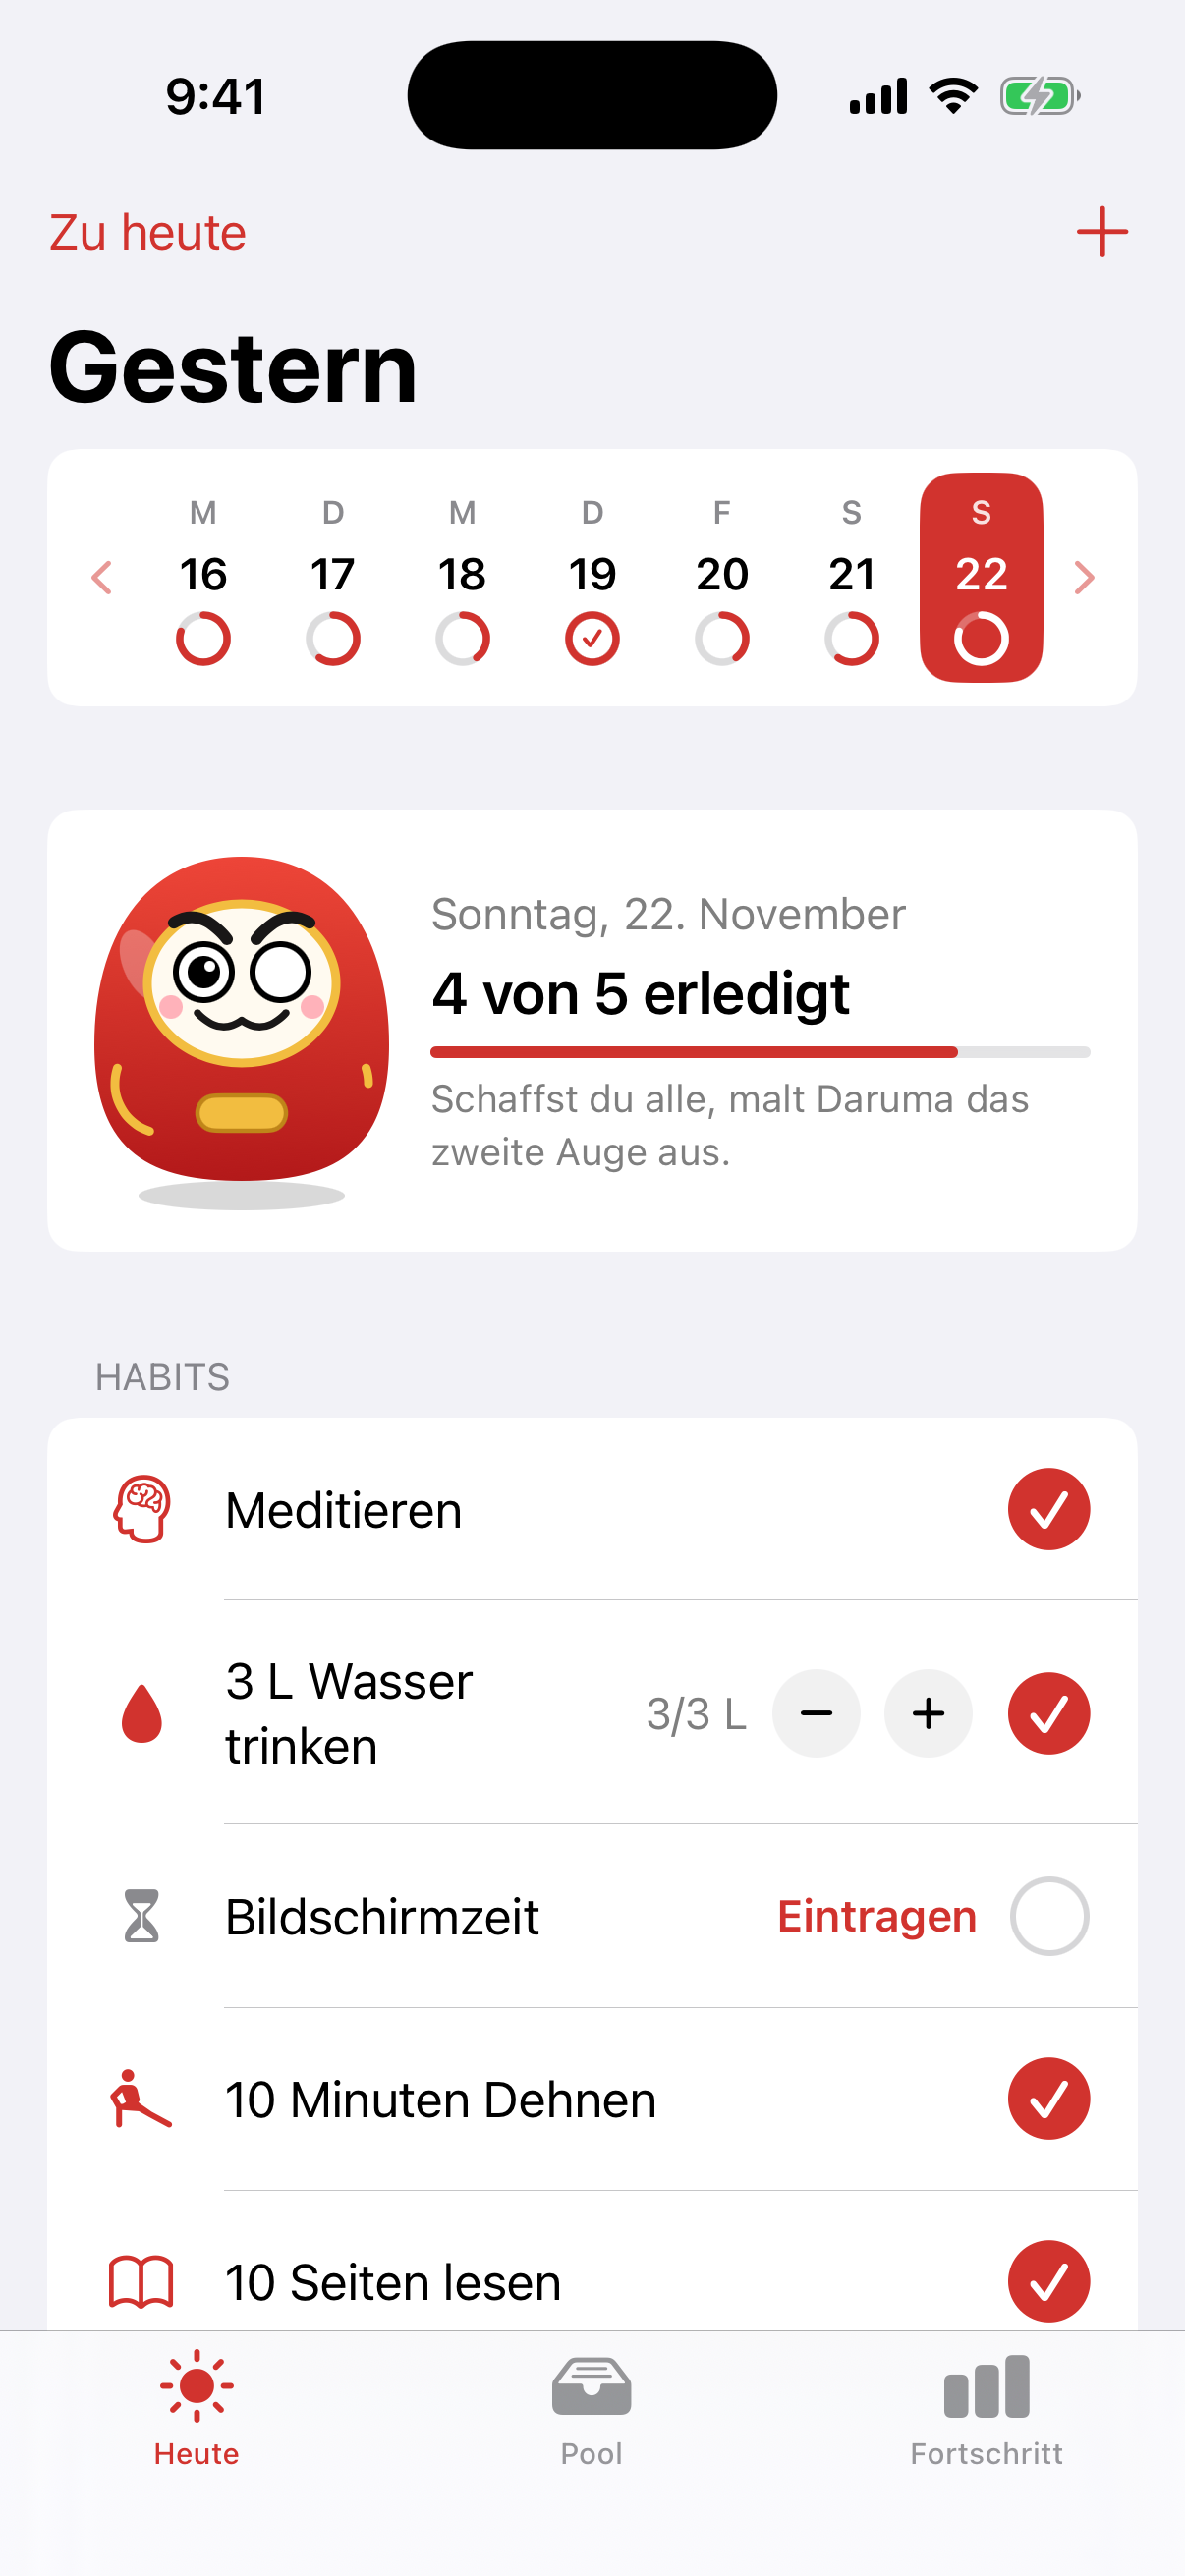 9:41
Zu heute
Gestern
M D M D F S S
16 17 18 19 20 21 22
Sonntag, 22. November
4 von 5 erledigt
Schaffst du alle, malt Daruma das
zweite Auge aus.
HABITS
Meditieren
3 L Wasser
trinken
3/3 L
Bildschirmzeit
Eintragen
10 Minuten Dehnen
10 Seiten lesen
Heute Pool Fortschritt